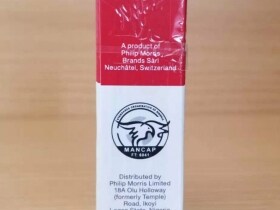 A product of
Philip Morris
Brands Sàrl
Neuchâtel, Switzerland
MANCAP
Distributed by
Philip Morris Limited
18A Olu Holloway
(formerly Temple)
Road, Ikoyi